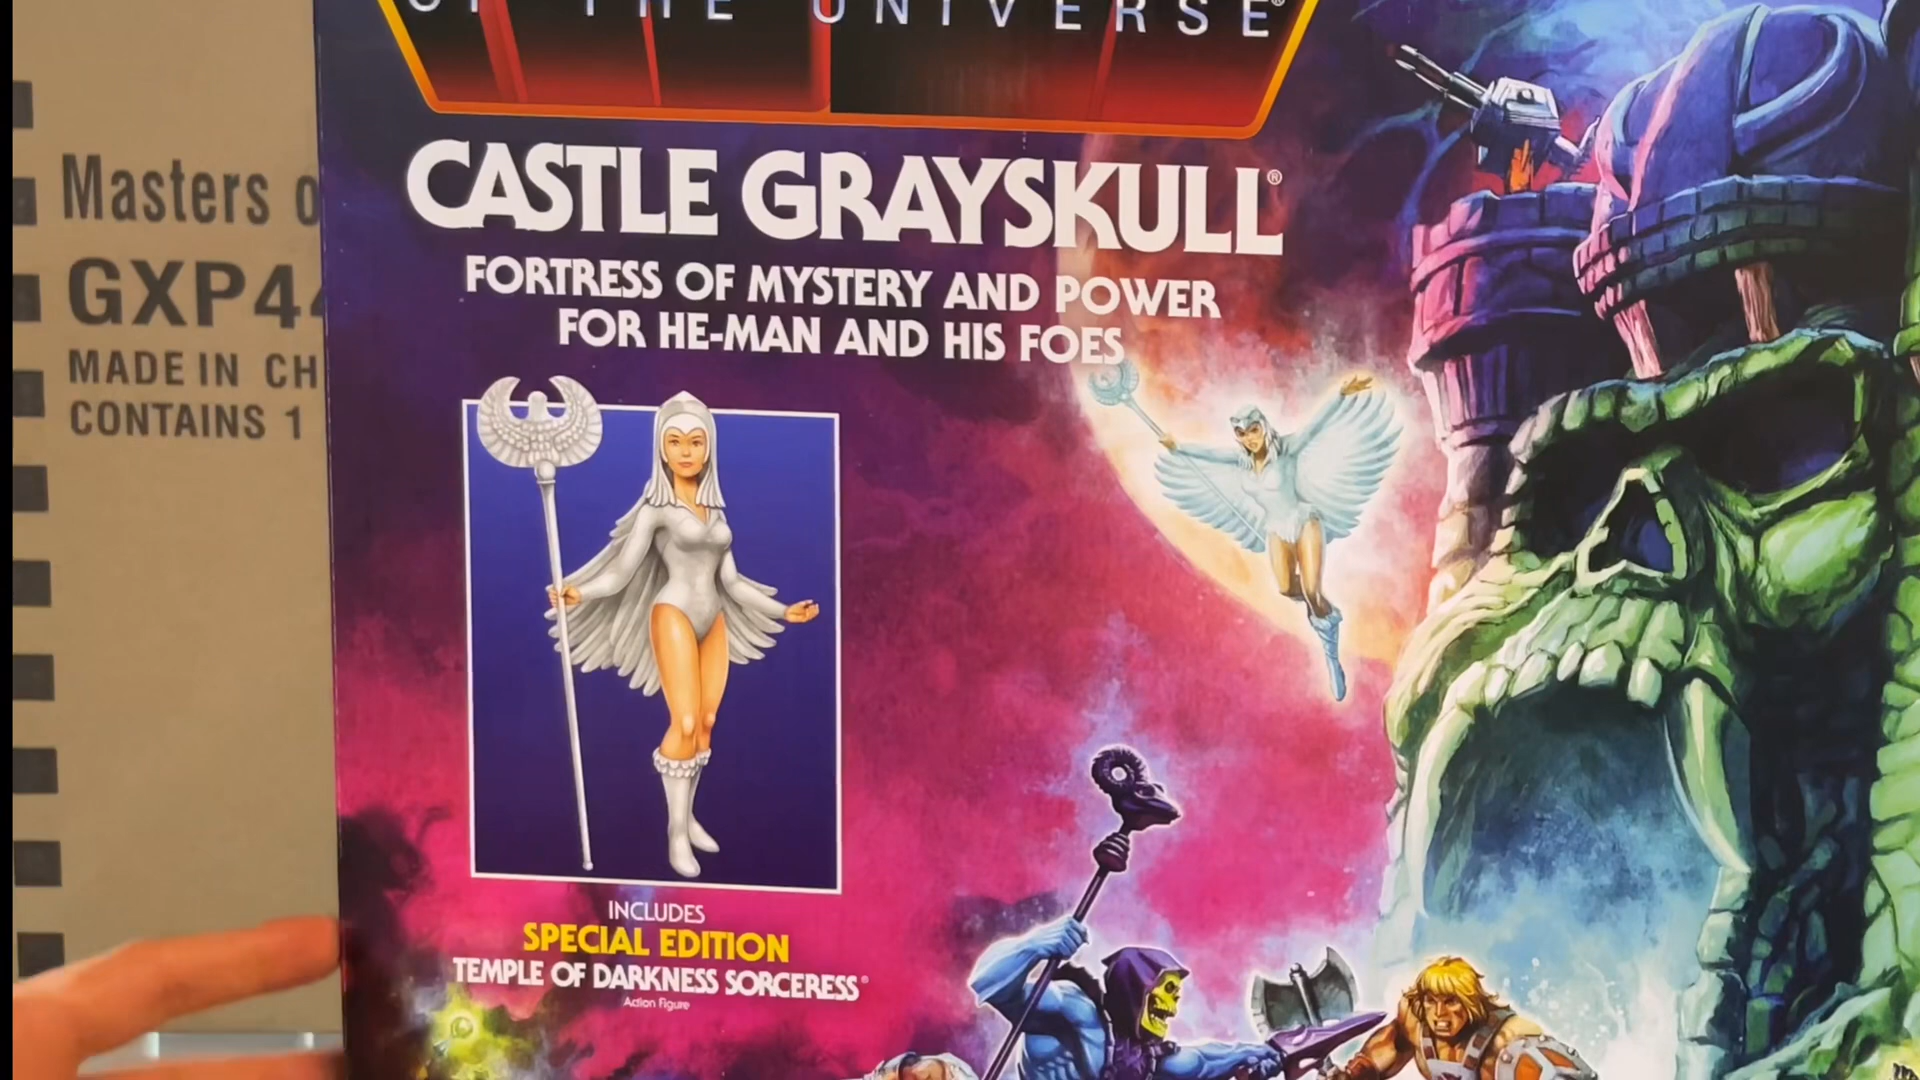 OF THE UNIVERSE®
CASTLE GRAYSKULL®
FORTRESS OF MYSTERY AND POWER
FOR HE-MAN AND HIS FOES
INCLUDES
SPECIAL EDITION
TEMPLE OF DARKNESS SORCERESS®
Action Figure
Masters o
GXP44
MADE IN CH
CONTAINS 1